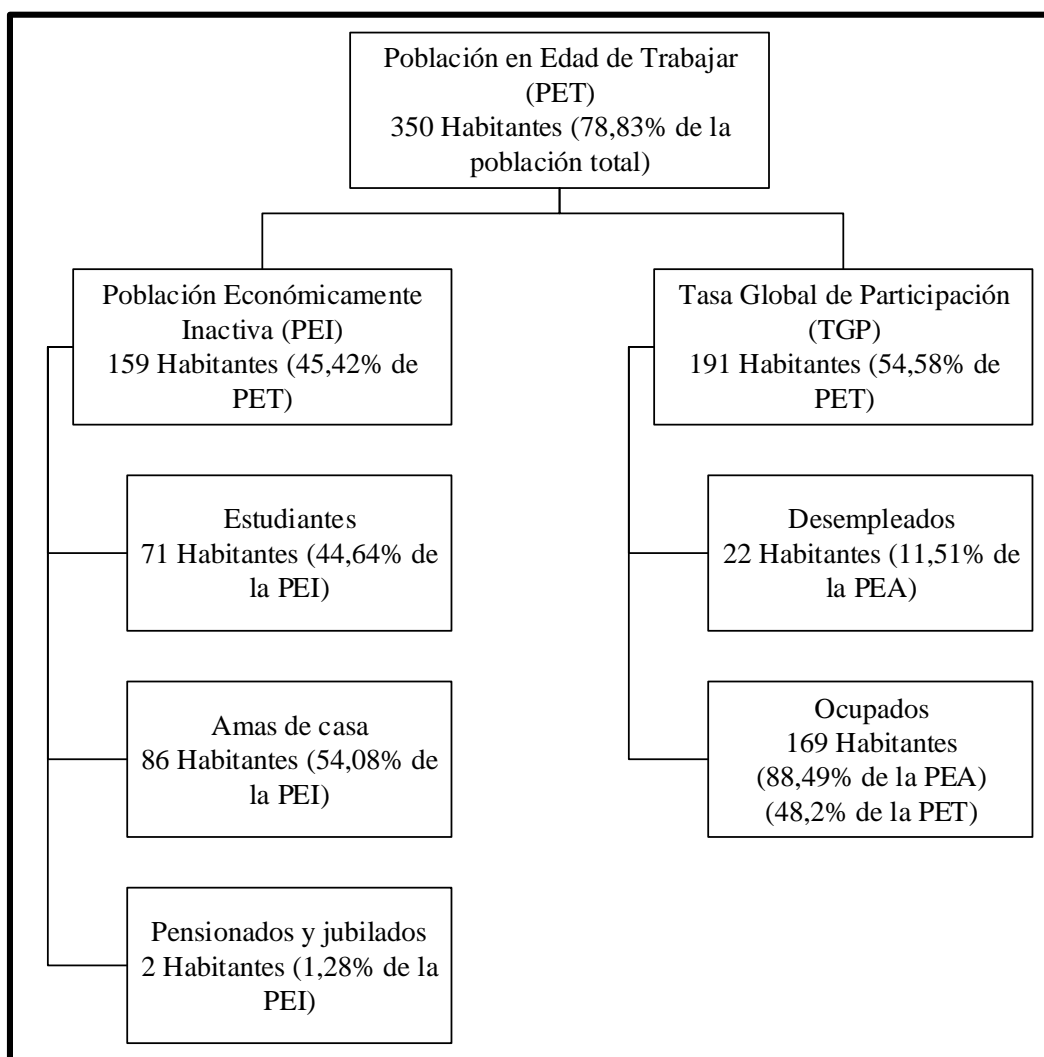 Población en Edad de Trabajar
(PET)
350 Habitantes (78,83% de la
población total)
Población Económicamente
Inactiva (PEI)
159 Habitantes (45,42% de
PET)
Estudiantes
71 Habitantes (44,64% de
la PEI)
Amas de casa
86 Habitantes (54,08% de
la PEI)
Pensionados y jubilados
2 Habitantes (1,28% de la
PEI)
Tasa Global de Participación
(TGP)
191 Habitantes (54,58% de
PET)
Desempleados
22 Habitantes (11,51% de
la PEA)
Ocupados
169 Habitantes
(88,49% de la PEA)
(48,2% de la PET)